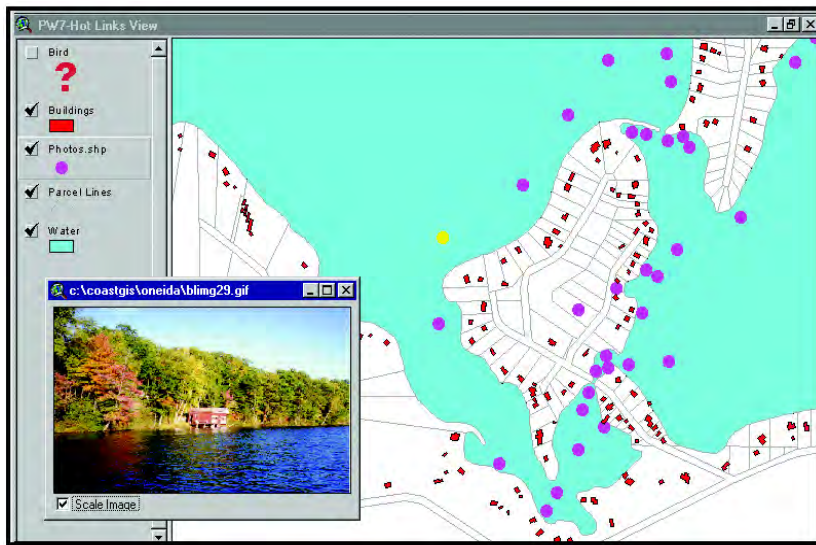 PW7-Hot Links View
Bird
?
Buildings
Photos.shp
Parcel Lines
Water
c:\coastgis\oneida\blimg29.gif
Scale Image